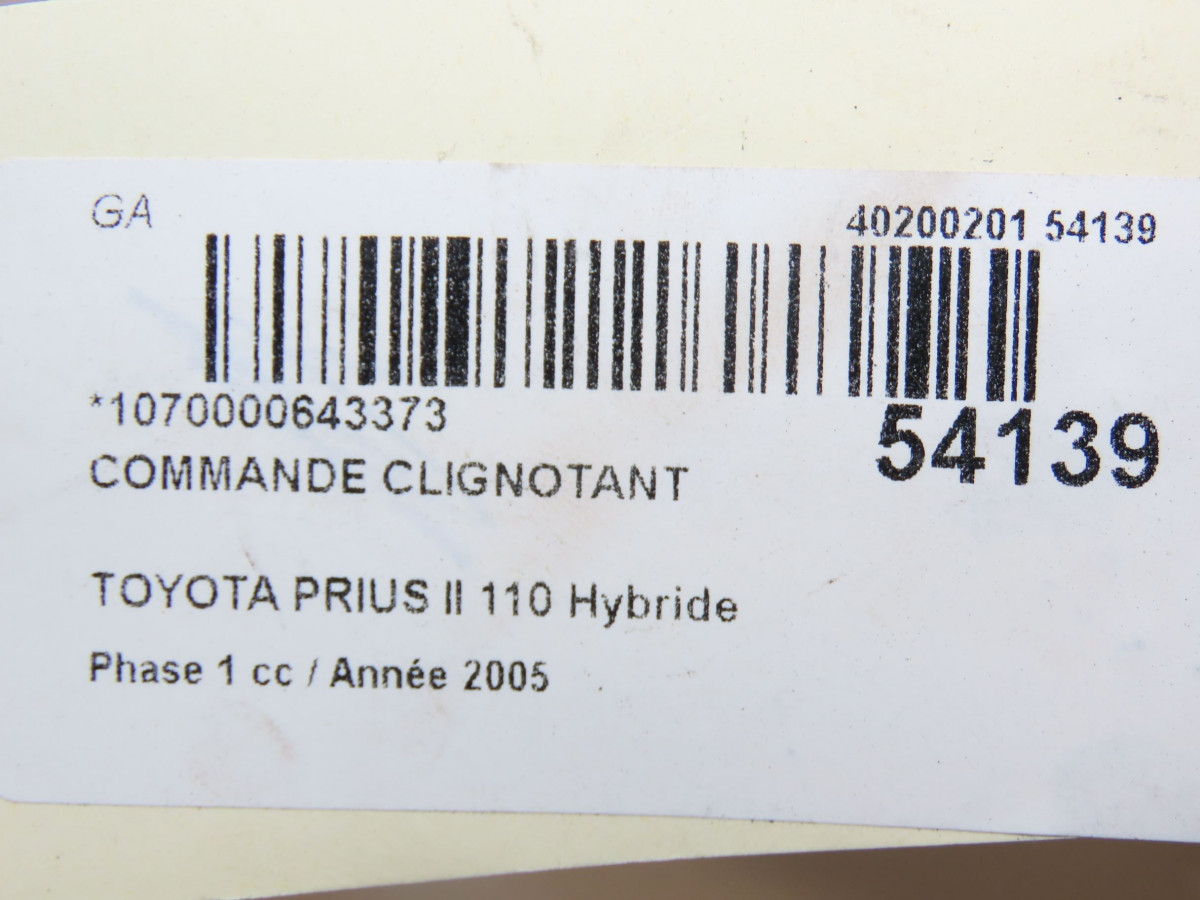 GA
40200201 54139
*1070000643373
54139
COMMANDE CLIGNOTANT
TOYOTA PRIUS II 110 Hybride
Phase 1 cc / Année 2005